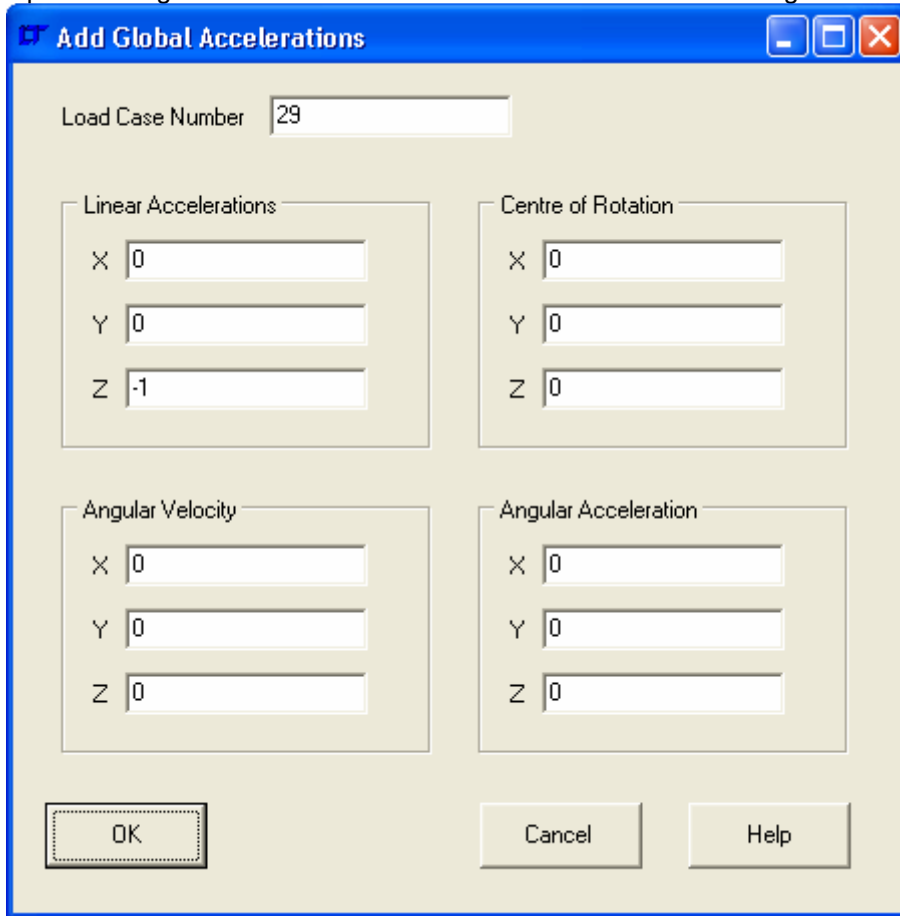 Add Global Accelerations
Load Case Number 29
Linear Accelerations
X 0
Y 0
Z -1
Centre of Rotation
X 0
Y 0
Z 0
Angular Velocity
X 0
Y 0
Z 0
Angular Acceleration
X 0
Y 0
Z 0
OK Cancel Help